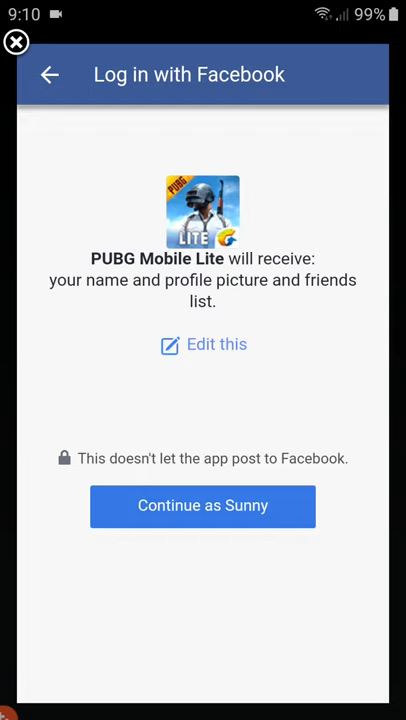 9:10
99%
Log in with Facebook
PUBG
LITE
PUBG Mobile Lite will receive:
your name and profile picture and friends
list.
Edit this
This doesn't let the app post to Facebook.
Continue as Sunny